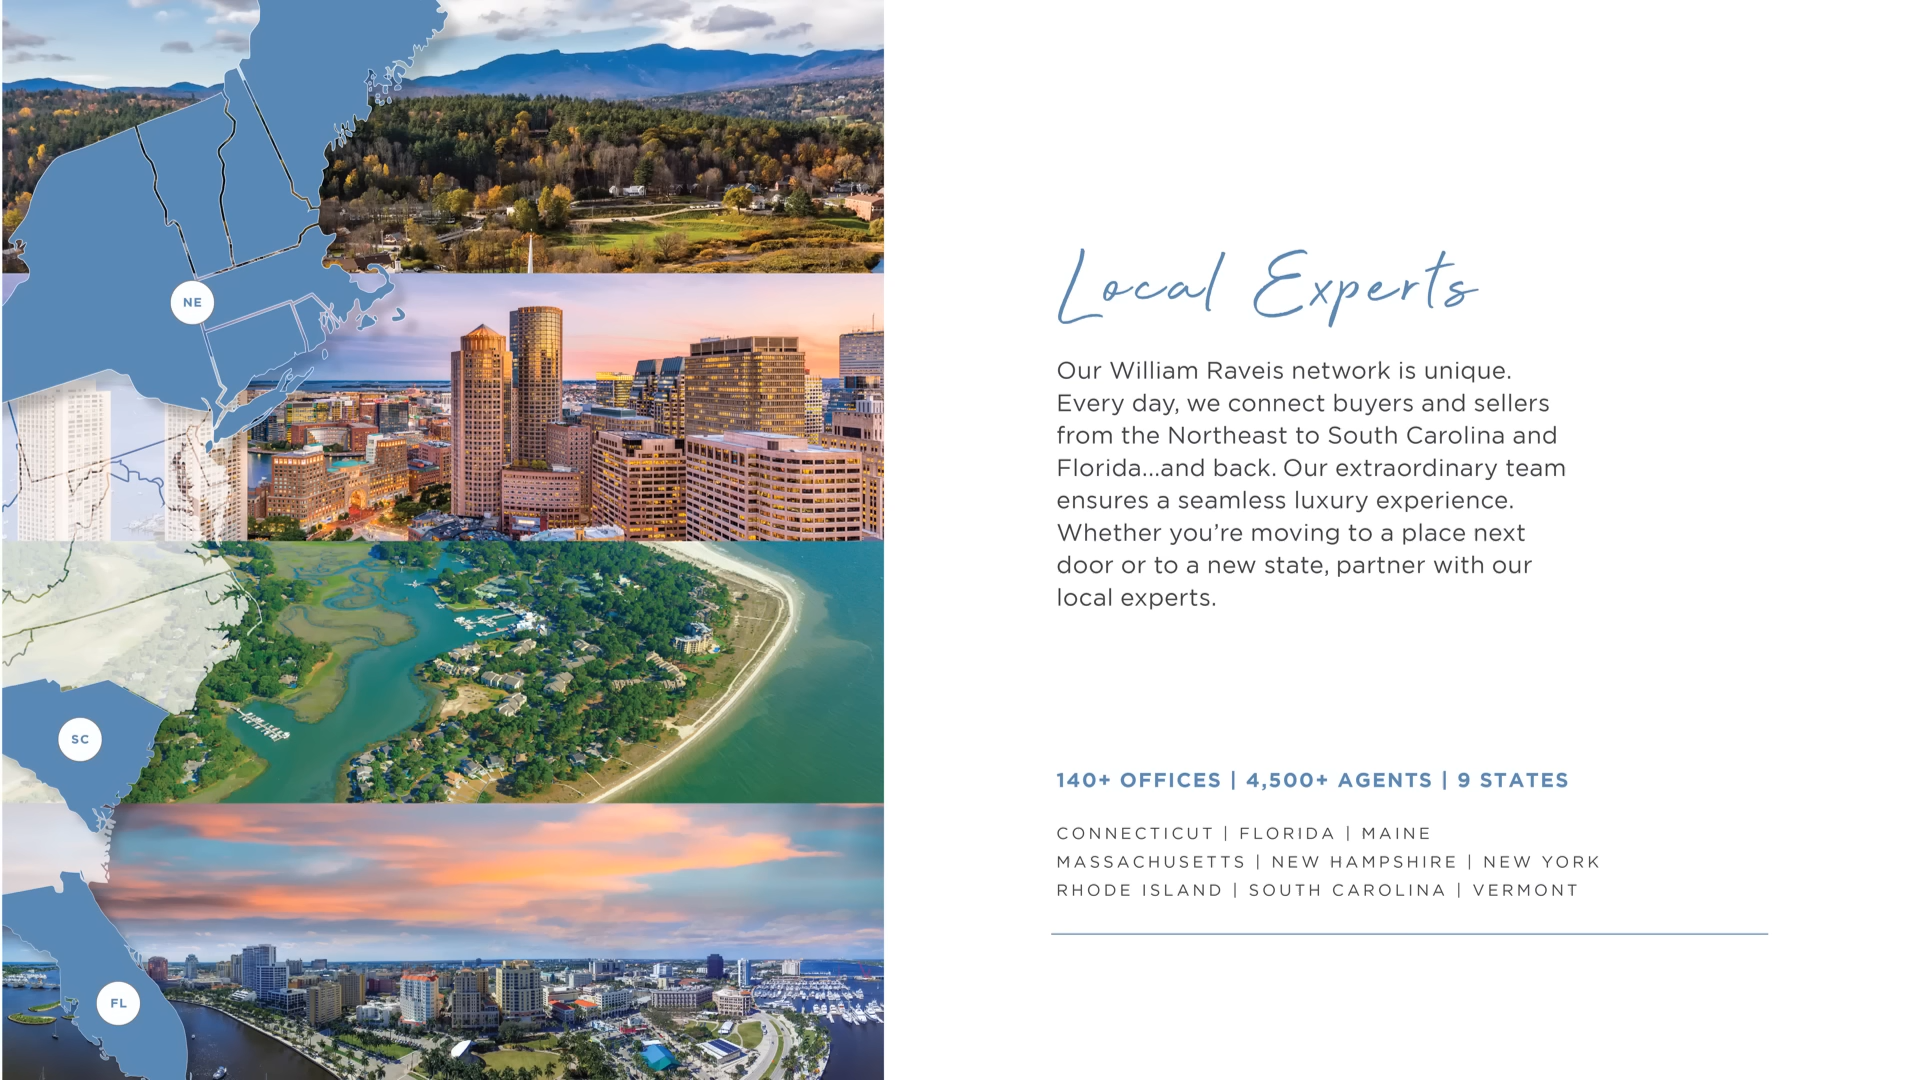 NE
SC
FL
Local Experts
Our William Raveis network is unique.
Every day, we connect buyers and sellers
from the Northeast to South Carolina and
Florida...and back. Our extraordinary team
ensures a seamless luxury experience.
Whether you’re moving to a place next
door or to a new state, partner with our
local experts.
140+ OFFICES | 4,500+ AGENTS | 9 STATES
CONNECTICUT | FLORIDA | MAINE
MASSACHUSETTS | NEW HAMPSHIRE | NEW YORK
RHODE ISLAND | SOUTH CAROLINA | VERMONT